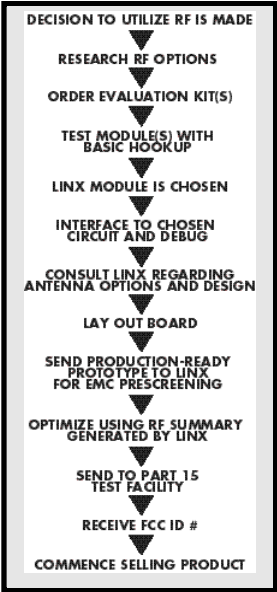 DECISION TO UTILIZE RF IS MADE
RESEARCH RF OPTIONS
ORDER EVALUATION KIT(S)
TEST MODULE(S) WITH
BASIC HOOKUP
LINX MODULE IS CHOSEN
INTERFACE TO CHOSEN
CIRCUIT AND DEBUG
CONSULT LINX REGARDING
ANTENNA OPTIONS AND DESIGN
LAY OUT BOARD
SEND PRODUCTION-READY
PROTOTYPE TO LINX
FOR EMC PRESCREENING
OPTIMIZE USING RF SUMMARY
GENERATED BY LINX
SEND TO PART 15
TEST FACILITY
RECEIVE FCC ID #
COMMENCE SELLING PRODUCT